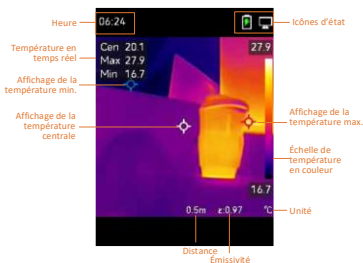 Heure
06:24
Icônes d'état
Température en
temps réel
Cen 20.1
Max 27.9
Min 16.7
27.9
Affichage de la
température min.
Affichage de la
température
centrale
Affichage de la
température max.
Échelle de
température
en couleur
16.7
0.5m
ε:0.97
°C
Unité
Distance
Émissivité